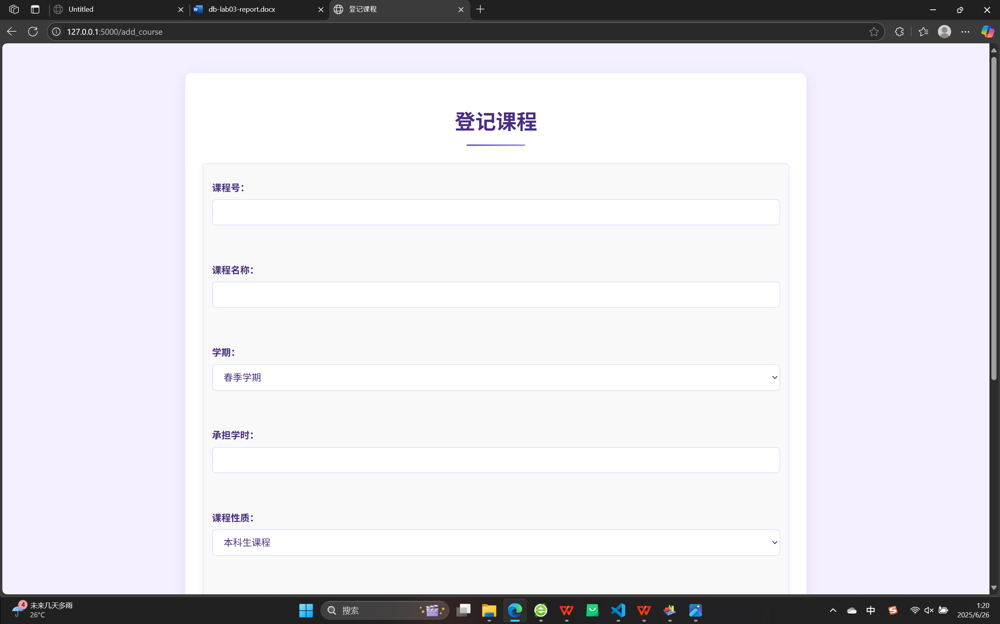 Untitled
db-lab03-report.docx
登记课程
127.0.0.1:5000/add_course
登记课程
课程号：
课程名称：
学期：
春季学期
承担学时：
课程性质：
本科生课程
4
未来几天多雨
26°C
搜索
中
1:20
2025/6/26